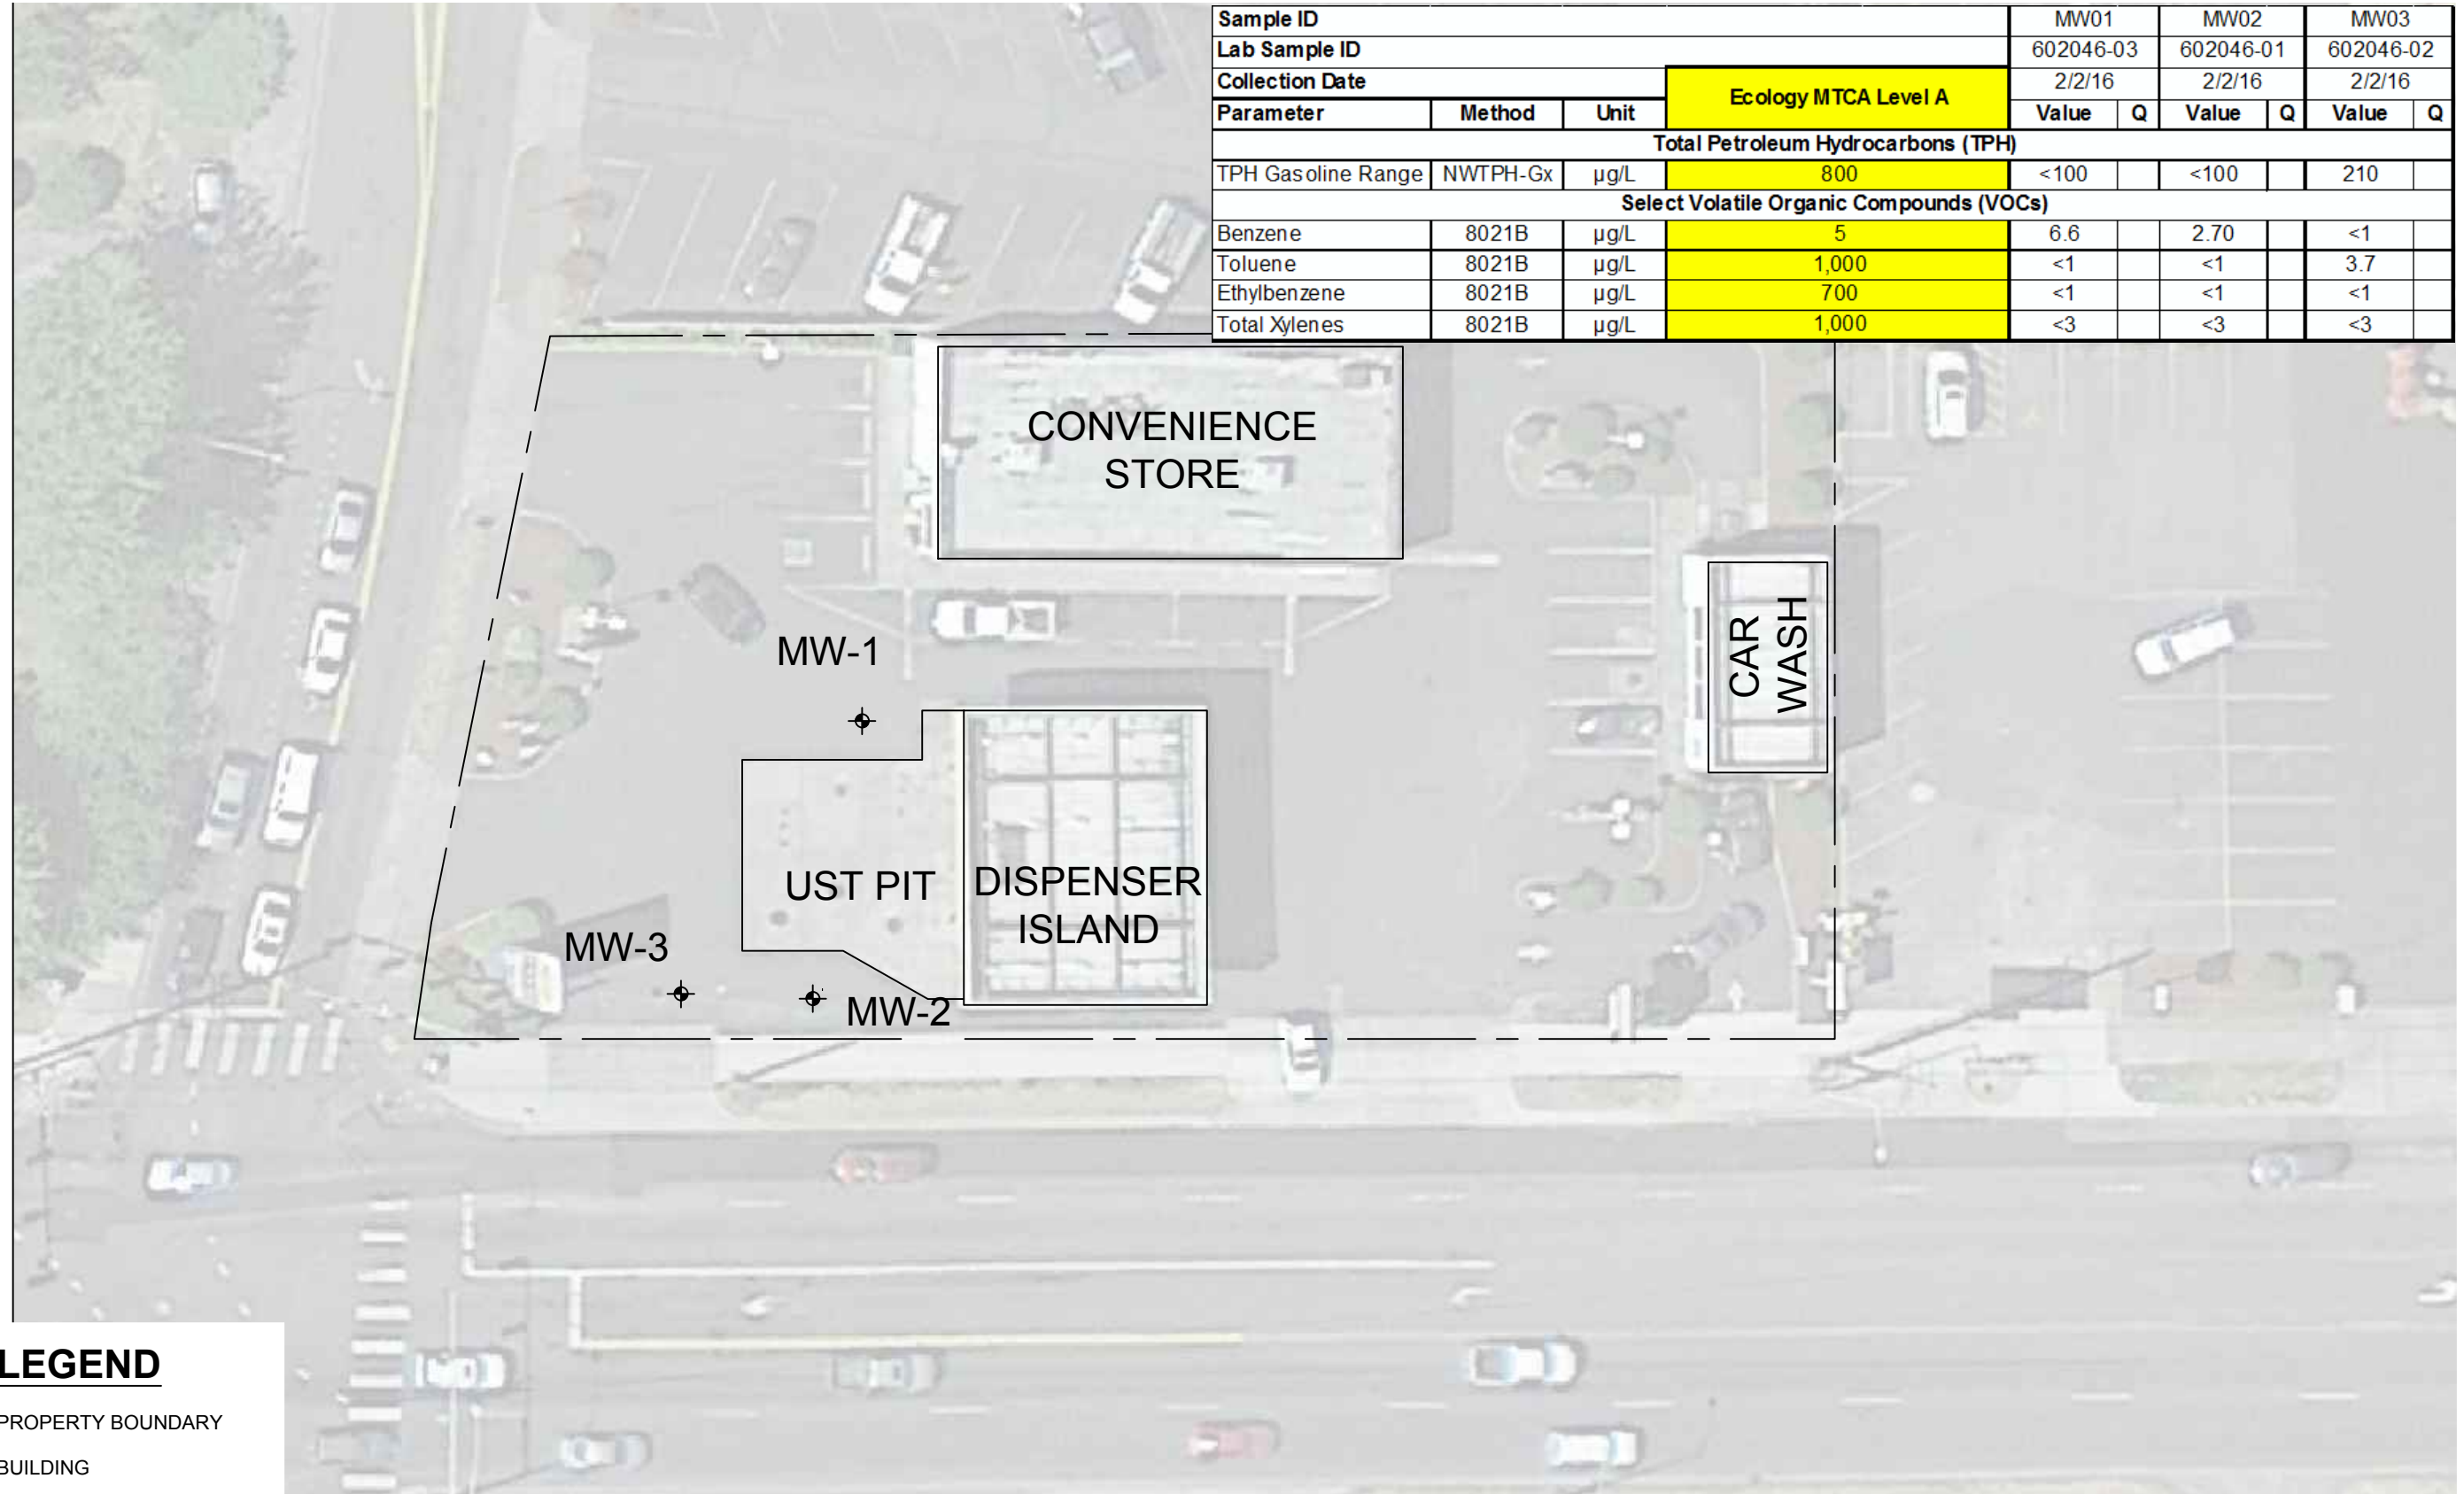 Sample ID MW01 MW02 MW03
Lab Sample ID 602046-03 602046-01 602046-02
Collection Date Ecology MTCA Level A 2/2/16 2/2/16 2/2/16
Parameter Method Unit Value Q Value Q Value Q
Total Petroleum Hydrocarbons (TPH)
TPH Gasoline Range NWTPH-Gx µg/L 800 <100 <100 210
Select Volatile Organic Compounds (VOCs)
Benzene 8021B µg/L 5 6.6 2.70 <1
Toluene 8021B µg/L 1,000 <1 <1 3.7
Ethylbenzene 8021B µg/L 700 <1 <1 <1
Total Xylenes 8021B µg/L 1,000 <3 <3 <3
CONVENIENCE
STORE
CAR
WASH
MW-1
UST PIT
DISPENSER
ISLAND
MW-3
MW-2
LEGEND
PROPERTY BOUNDARY
BUILDING